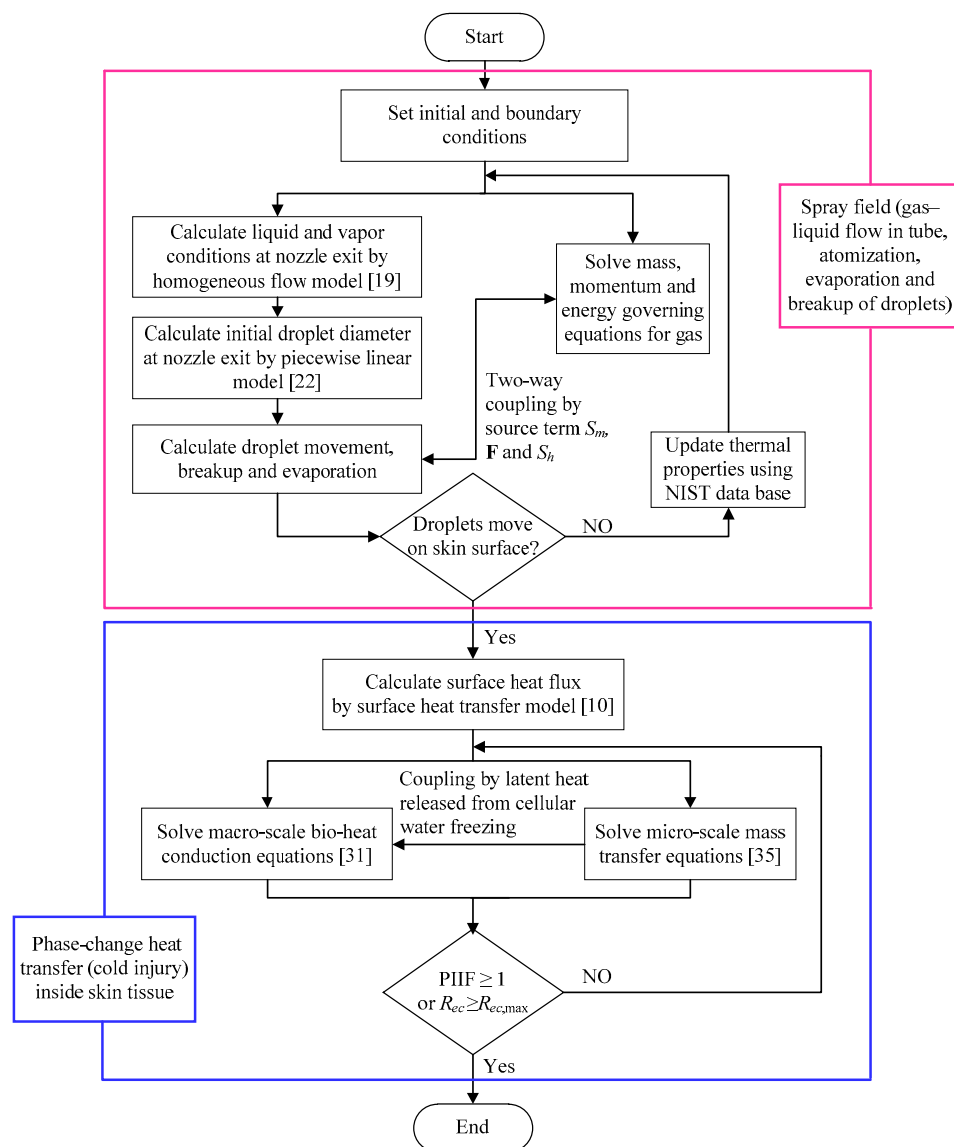 Start
Set initial and boundary
conditions
Calculate liquid and vapor
conditions at nozzle exit by
homogeneous flow model [19]
Solve mass,
momentum and
energy governing
equations for gas
Spray field (gas–
liquid flow in tube,
atomization,
evaporation and
breakup of droplets)
Calculate initial droplet diameter
at nozzle exit by piecewise linear
model [22]
Two-way
coupling by
source term Sm,
F and Sh
Calculate droplet movement,
breakup and evaporation
Update thermal
properties using
NIST data base
Droplets move
on skin surface?
NO
Yes
Calculate surface heat flux
by surface heat transfer model [10]
Coupling by latent heat
released from cellular
water freezing
Solve macro-scale bio-heat
conduction equations [31]
Solve micro-scale mass
transfer equations [35]
Phase-change heat
transfer (cold injury)
inside skin tissue
PIIF ≥ 1
or Rec≥Rec,max
NO
Yes
End